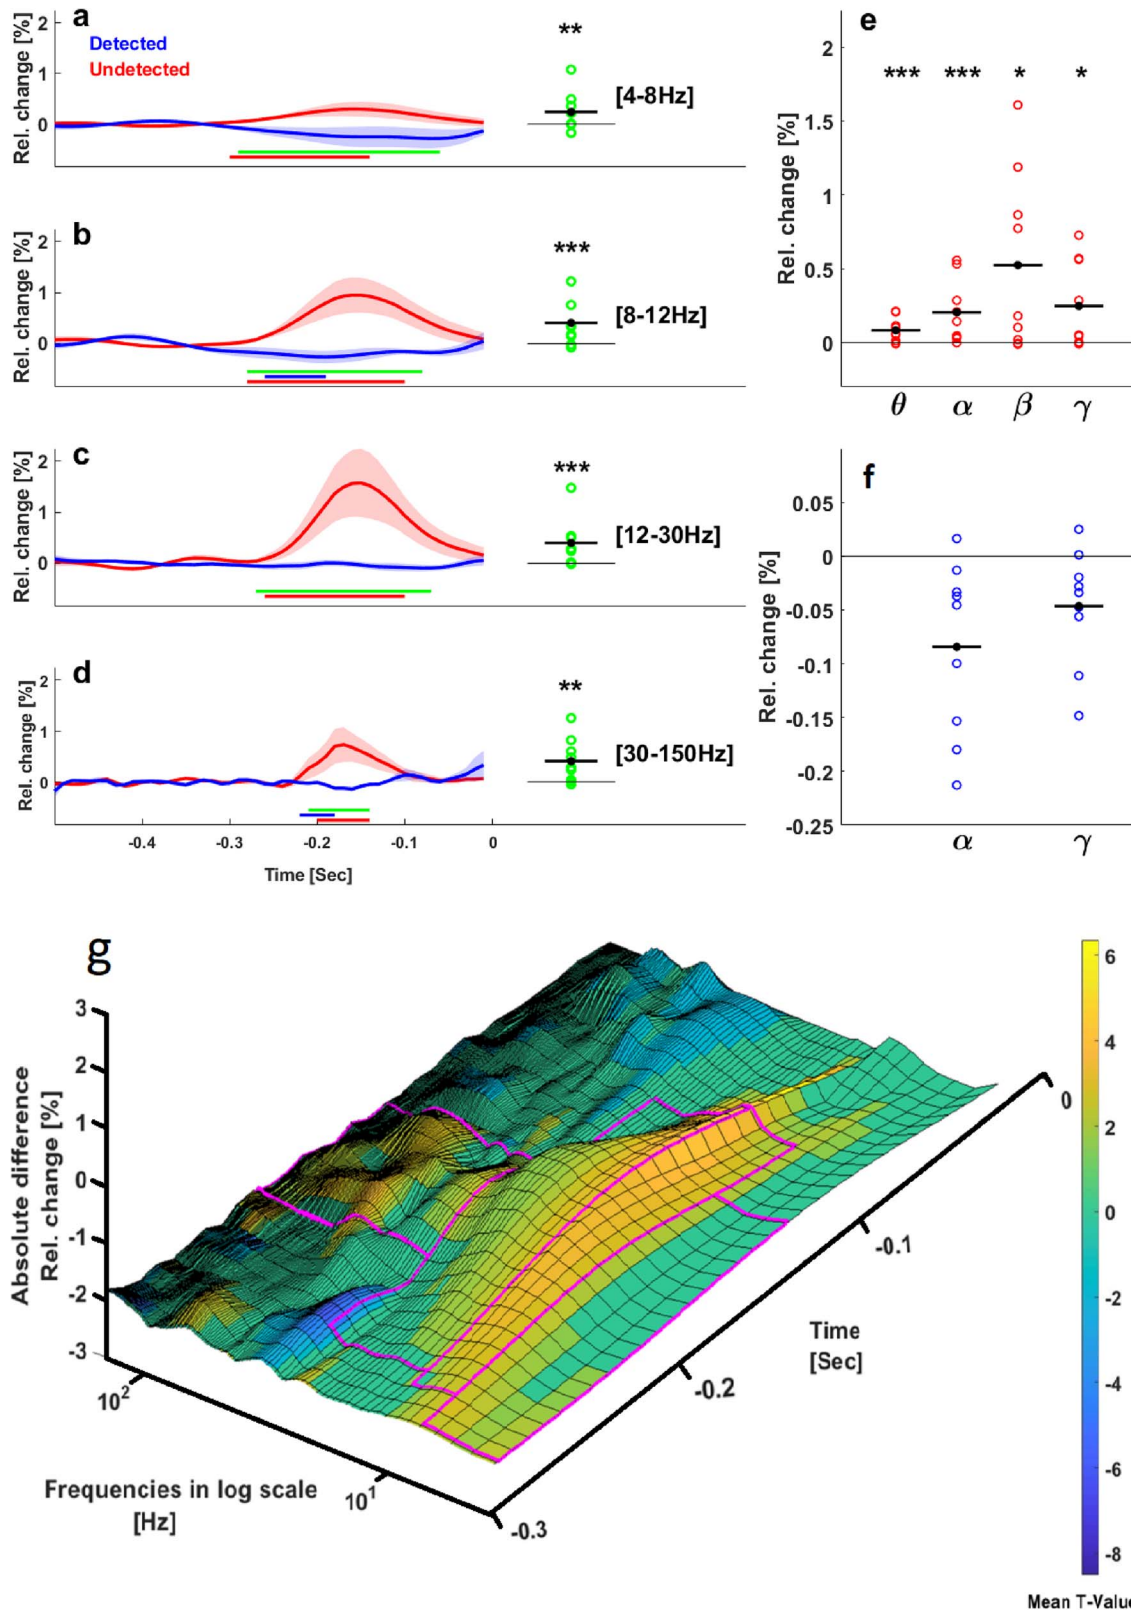 a
Rel. change [%]
2
1
0
Detected
Undetected
**
[4-8Hz]
b
Rel. change [%]
2
1
0
***
[8-12Hz]
c
Rel. change [%]
2
1
0
***
[12-30Hz]
d
Rel. change [%]
2
1
0
**
[30-150Hz]
-0.4 -0.3 -0.2 -0.1 0
Time [Sec]
e
Rel. change [%]
2
1.5
1
0.5
0
*** *** * *
θ α β γ
f
Rel. change [%]
0.05
0
-0.05
-0.1
-0.15
-0.2
-0.25
α γ
g
Absolute difference
Rel. change [%]
3
2
1
0
-1
-2
-3
10²
10¹
Frequencies in log scale
[Hz]
-0.3
-0.2
-0.1
0
Time
[Sec]
6
4
2
0
-2
-4
-6
-8
Mean T-Value